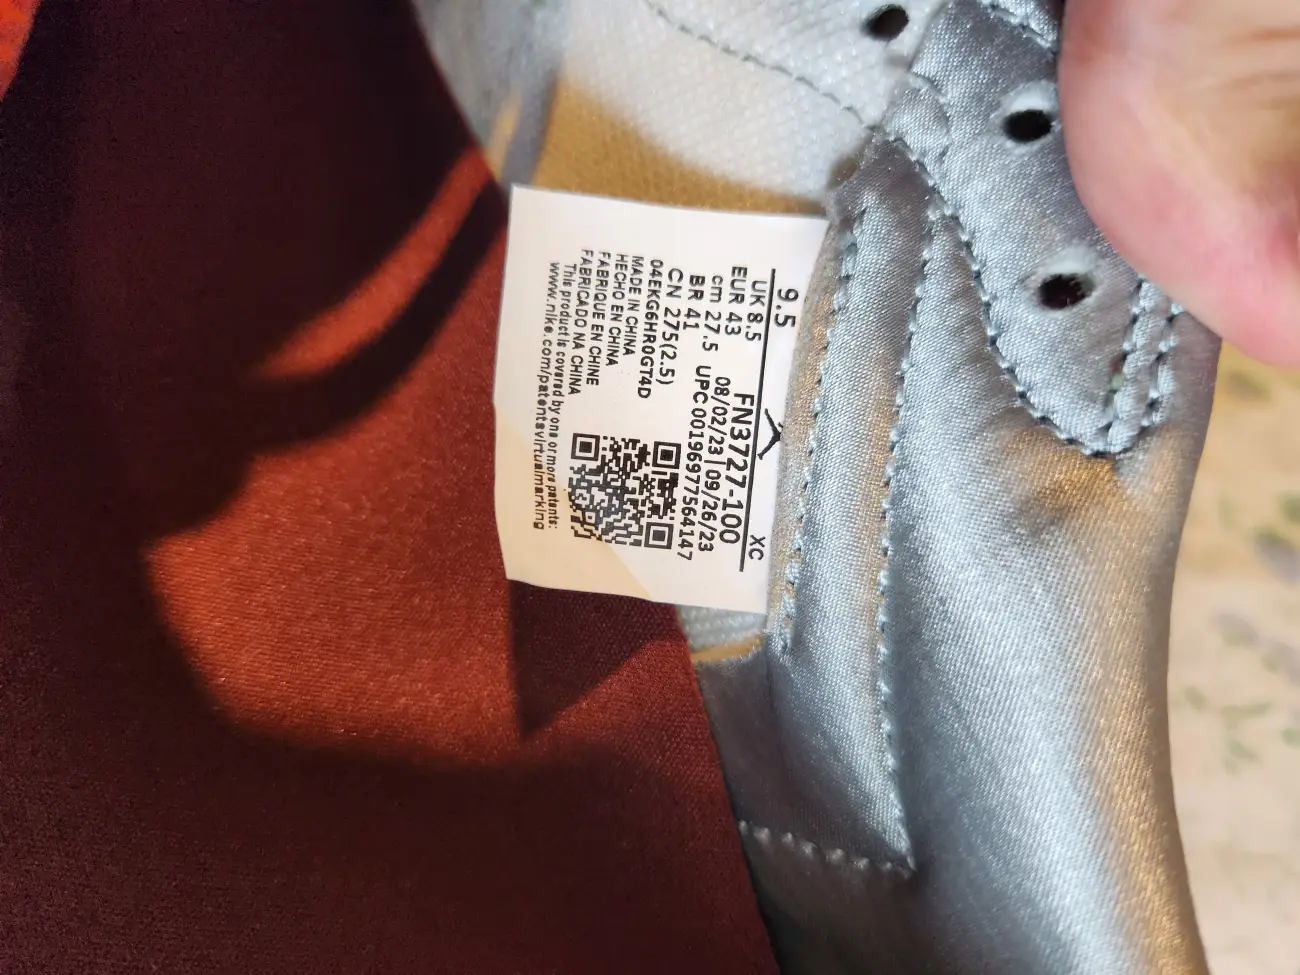 9.5 XC
UK 8.5 FN3727-100
EUR 43 08/02/23|09/26/23
cm 27.5 UPC 00196977564147
BR 41
CN 275(2.5)
04EKG6HR0GT4D
MADE IN CHINA
HECHO EN CHINA
FABRIQUE EN CHINE
FABRICADO NA CHINA
This product is covered by one or more patents:
www.nike.com/patentsvirtualmarking